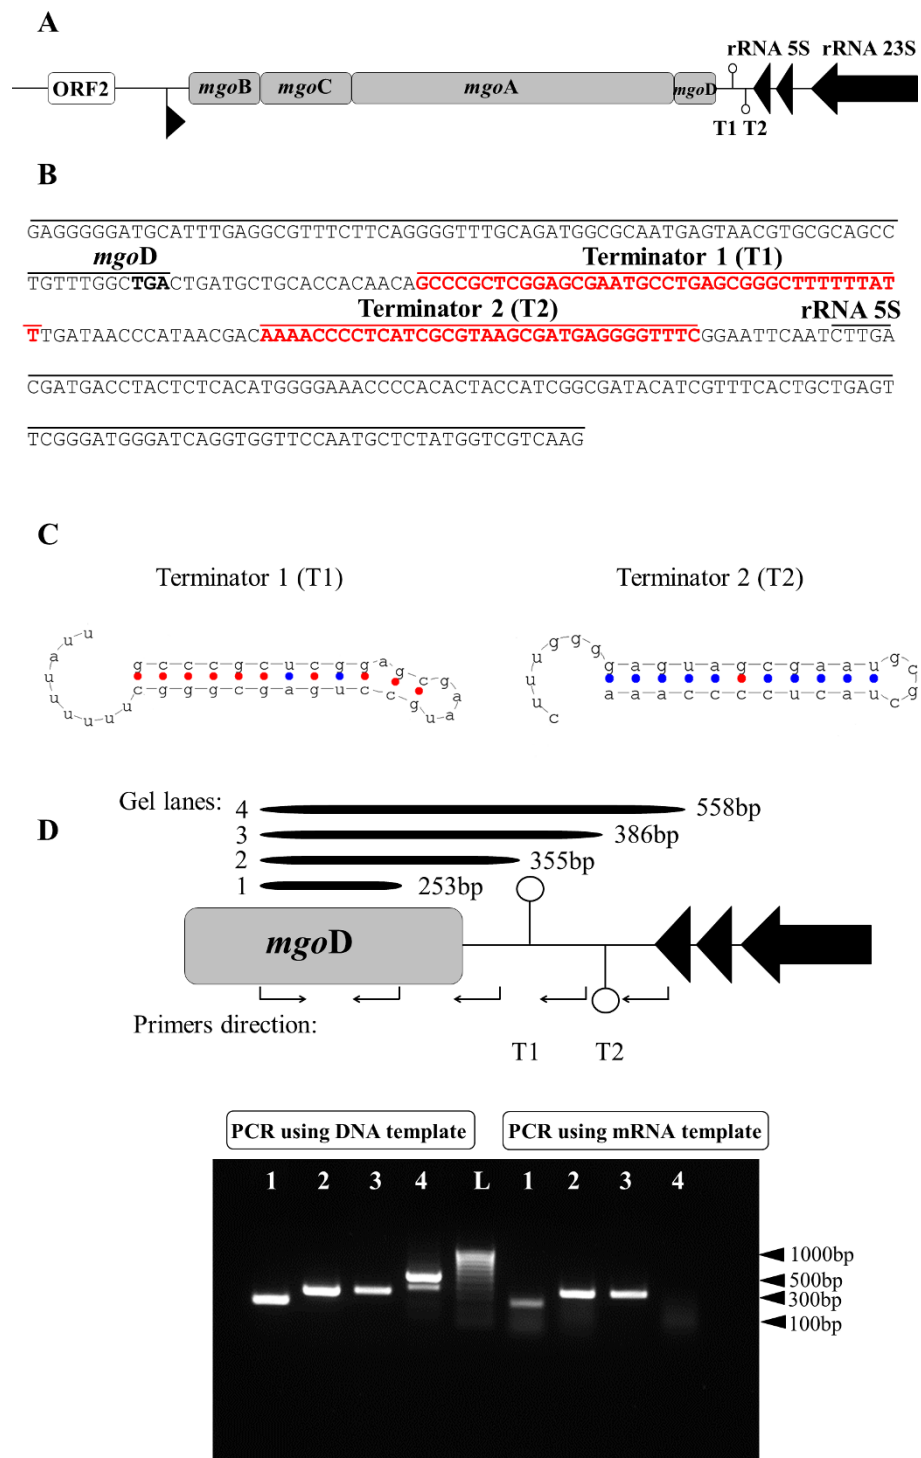 A
rRNA 5S rRNA 23S
ORF2 mgoB mgoC mgoA mgoD
T1 T2
B
GAGGGGGATGCATTTGAGGCGTTTCTTCAGGGGTTTGCAGATGGCGCAATGAGTAACGTGCGCAGCC
mgoD Terminator 1 (T1)
TGTTTGGCTGACTGATGCTGCACCACAACAGCCCGCTCGGAGCGAATGCCTGAGCGGGCTTTTTTAT
Terminator 2 (T2) rRNA 5S
TTGATAACCCATAACGACAAAACCCCTCATCGCGTAAGCGATGAGGGGTTTCGGAATTCAATCTTGA
CGATGACCTACTCTCACATGGGGAAACCCCACACTACCATCGGCGATACATCGTTTCACTGCTGAGT
TCGGGATGGGATCAGGTGGTTCCAATGCTCTATGGTCGTCAAG
C
Terminator 1 (T1) Terminator 2 (T2)
g c c c g c u c g g a g c g a a
u u a u u u u u u c g g g c g a g u c c g u
u u u g g g g a g u a g c g a a u g c g
c a a a c c c c u c a u c
D
Gel lanes:
4 558bp
3 386bp
2 355bp
1 253bp
mgoD
Primers direction:
T1 T2
PCR using DNA template PCR using mRNA template
1 2 3 4 L 1 2 3 4
1000bp
500bp
300bp
100bp